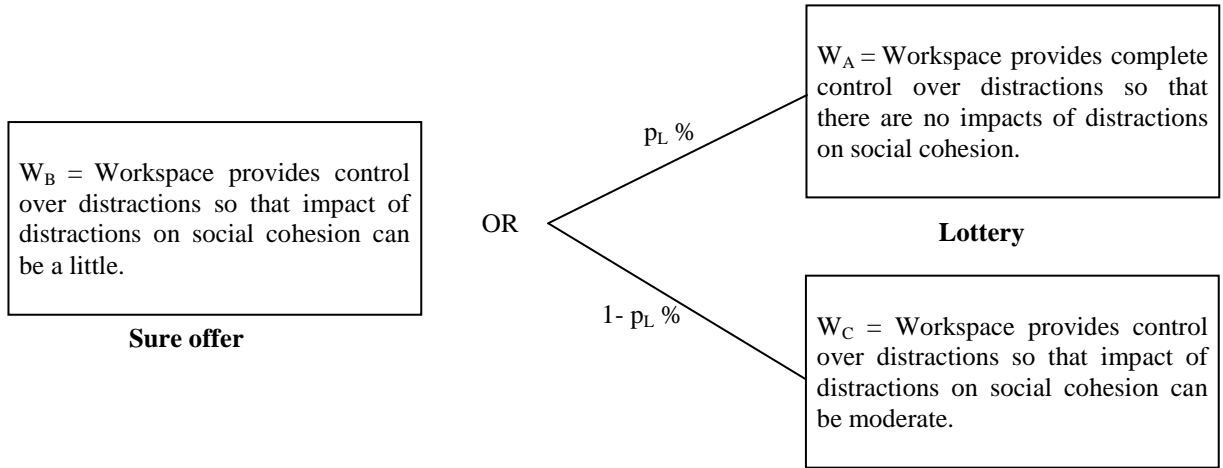 W_B = Workspace provides control
over distractions so that impact of
distractions on social cohesion can
be a little.
Sure offer
OR
p_L %
1- p_L %
W_A = Workspace provides complete
control over distractions so that
there are no impacts of distractions
on social cohesion.
Lottery
W_C = Workspace provides control
over distractions so that impact of
distractions on social cohesion can
be moderate.